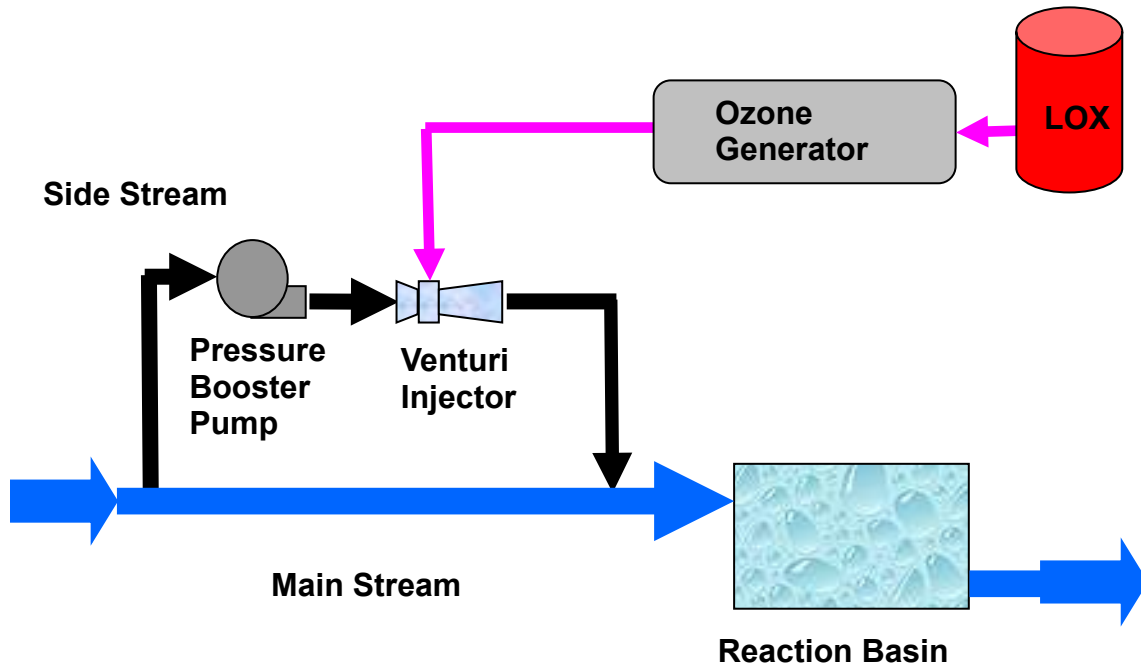 Ozone
Generator
LOX
Side Stream
Pressure
Booster
Pump
Venturi
Injector
Main Stream
Reaction Basin